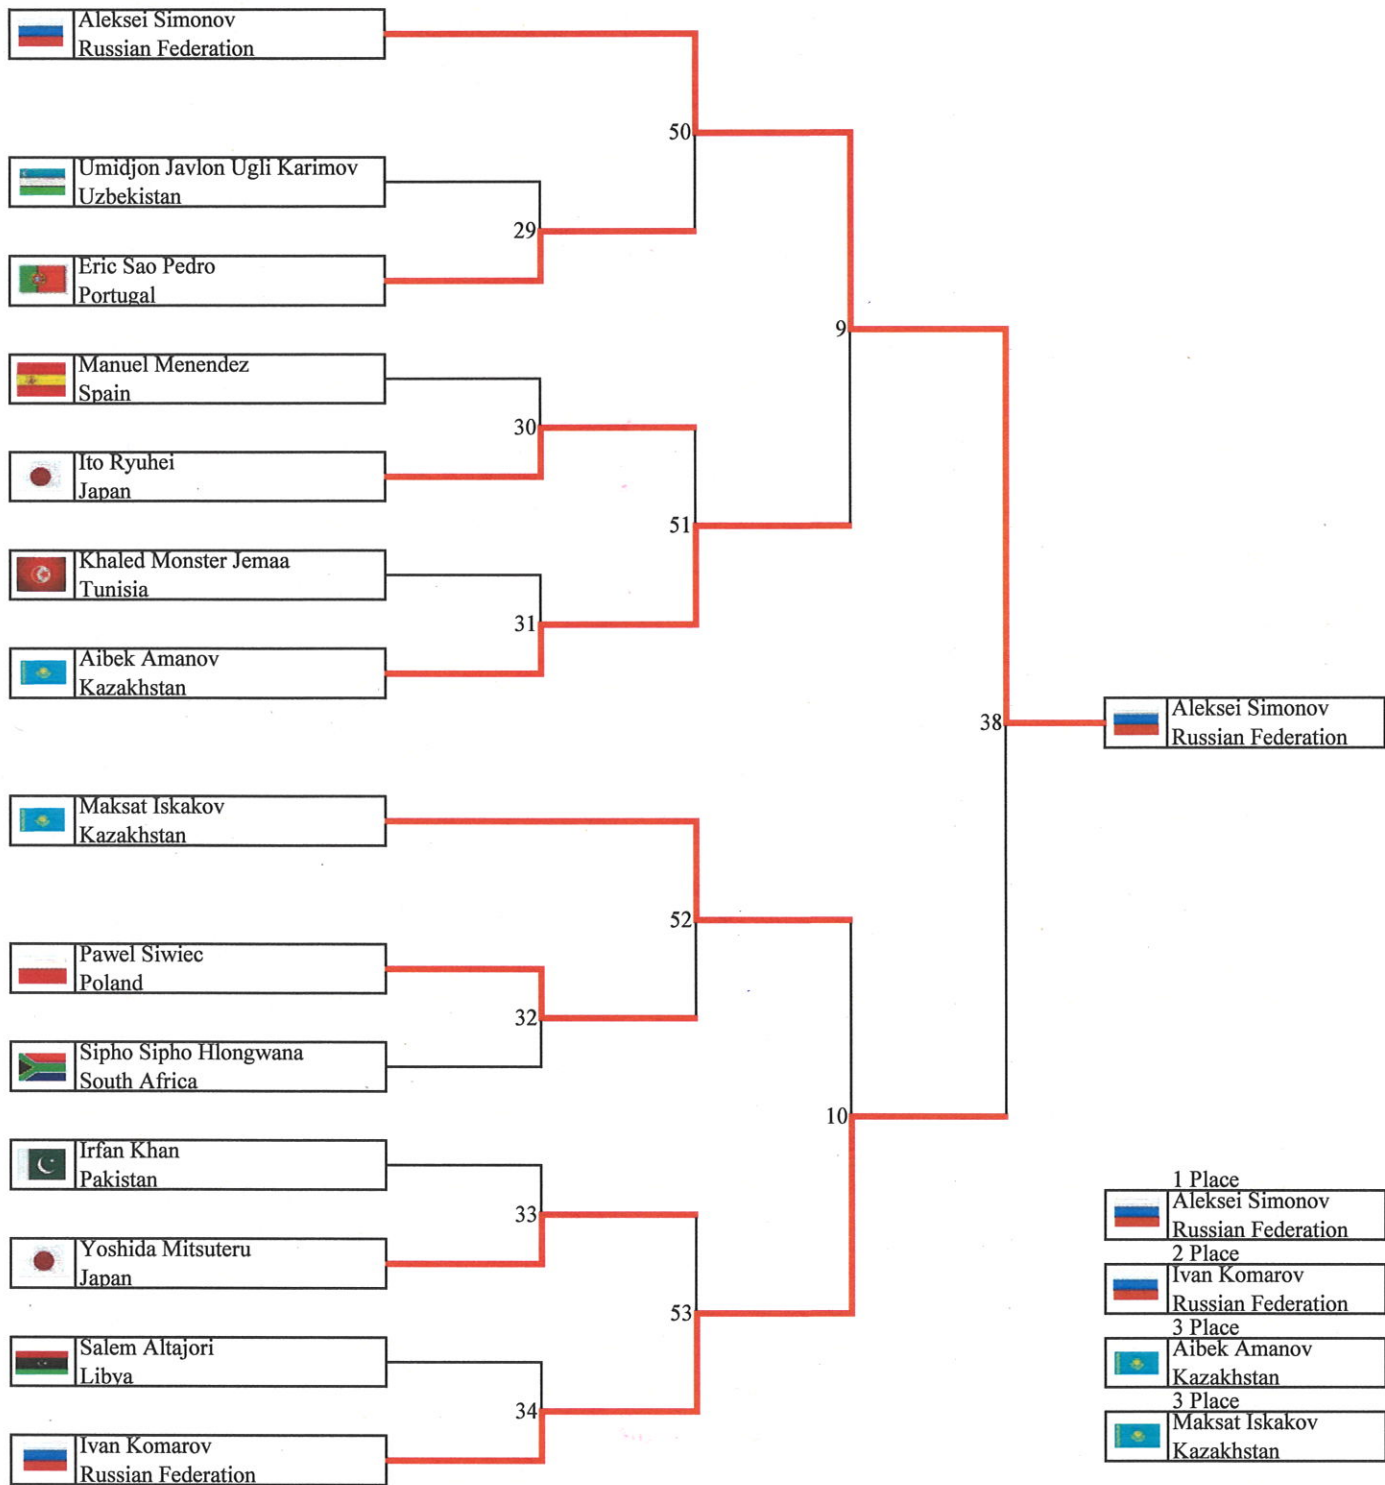 Aleksei Simonov
Russian Federation
50
Umidjon Javlon Ugli Karimov
Uzbekistan
29
Eric Sao Pedro
Portugal
9
Manuel Menendez
Spain
30
Ito Ryuhei
Japan
51
Khaled Monster Jemaa
Tunisia
31
Aibek Amanov
Kazakhstan
38
Aleksei Simonov
Russian Federation
Maksat Iskakov
Kazakhstan
52
Pawel Siwiec
Poland
32
Sipho Sipho Hlongwana
South Africa
10
Irfan Khan
Pakistan
33
Yoshida Mitsuteru
Japan
53
Salem Altajori
Libya
34
Ivan Komarov
Russian Federation
1 Place
Aleksei Simonov
Russian Federation
2 Place
Ivan Komarov
Russian Federation
3 Place
Aibek Amanov
Kazakhstan
3 Place
Maksat Iskakov
Kazakhstan